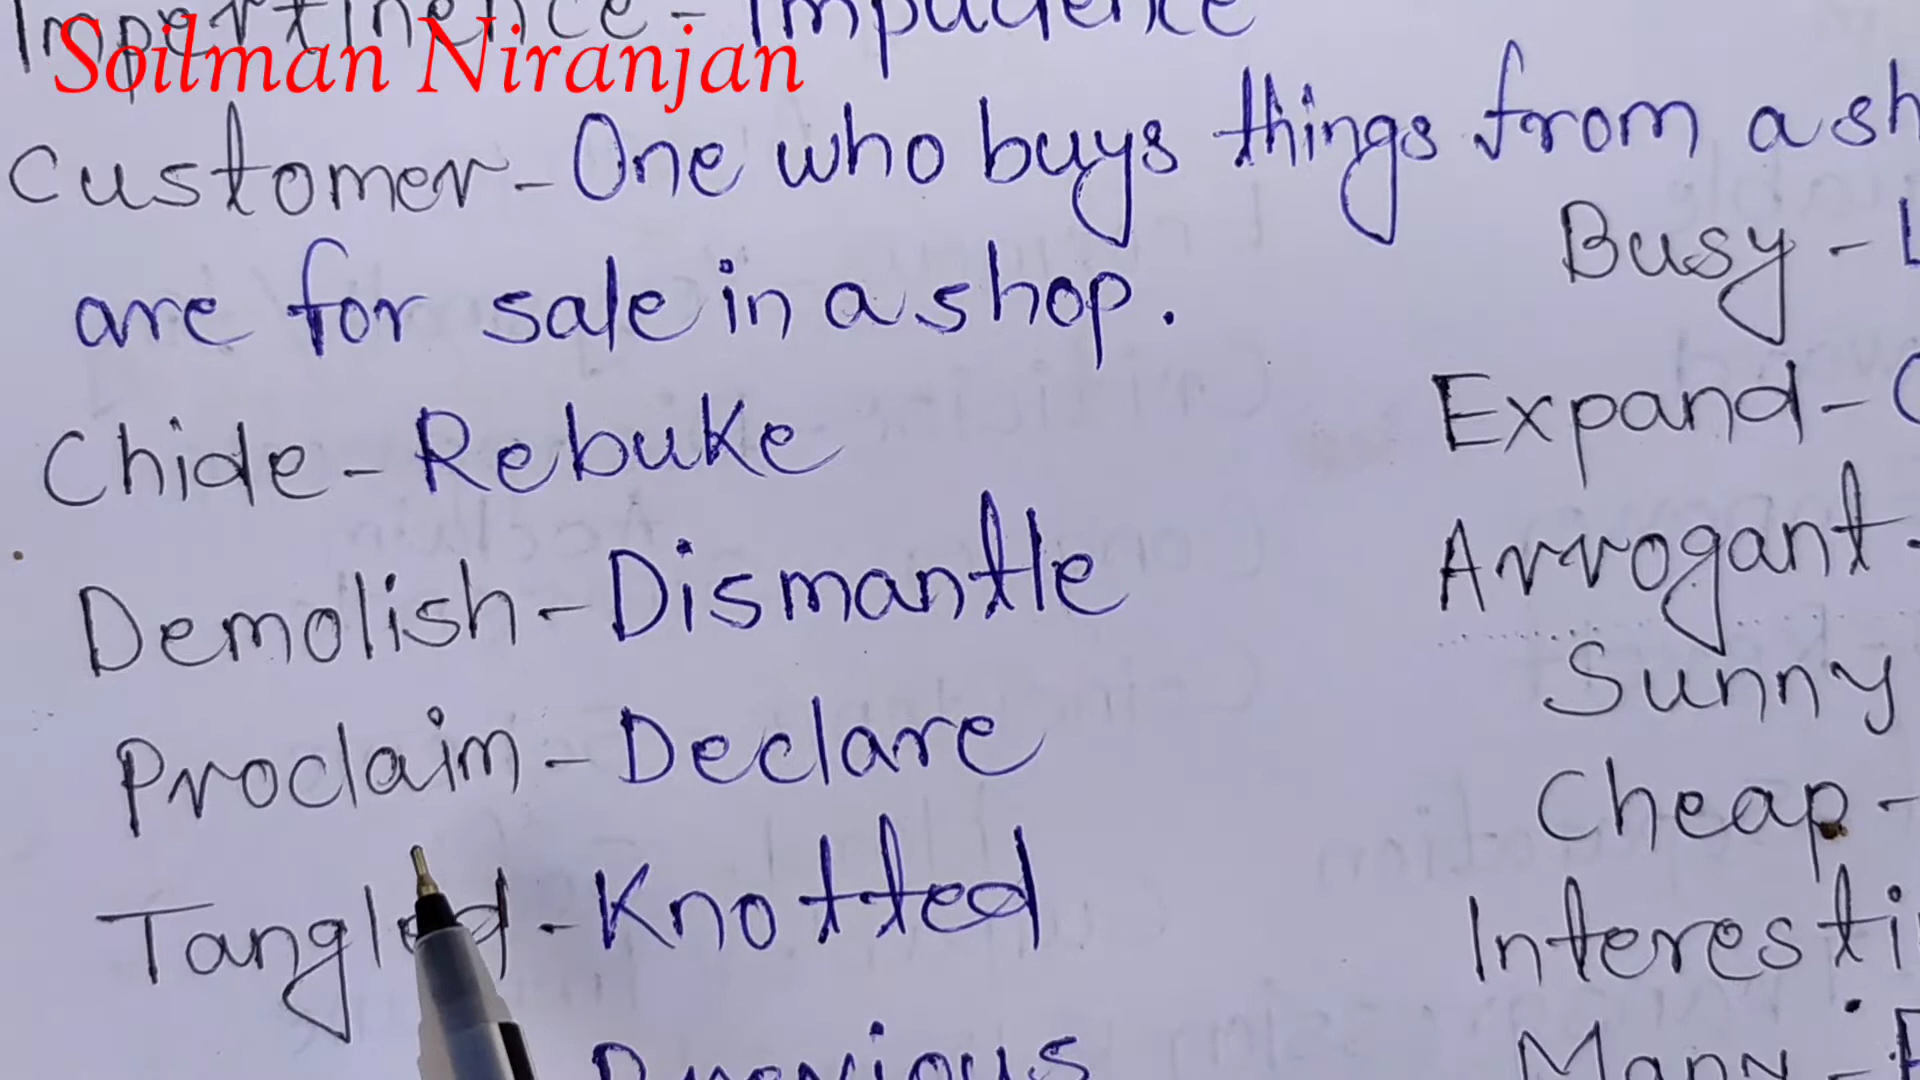 Impertinence - Impudence
Soilman Niranjan
Customer - One who buys things from a sh
are for sale in a shop.
Chide - Rebuke
Demolish - Dismantle
Proclaim - Declare
Tangled - Knotted
Busy -
Expand -
Arrogant -
Sunny
Cheap -
Interesti
Many -